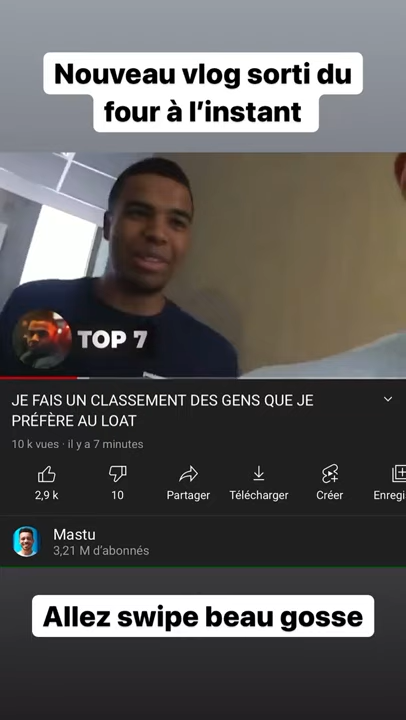 Nouveau vlog sorti du
four à l’instant
TOP 7
JE FAIS UN CLASSEMENT DES GENS QUE JE
PRÉFÈRE AU LOAT
10 k vues · il y a 7 minutes
2,9 k
10
Partager
Télécharger
Créer
Enregi
Mastu
3,21 M d’abonnés
Allez swipe beau gosse